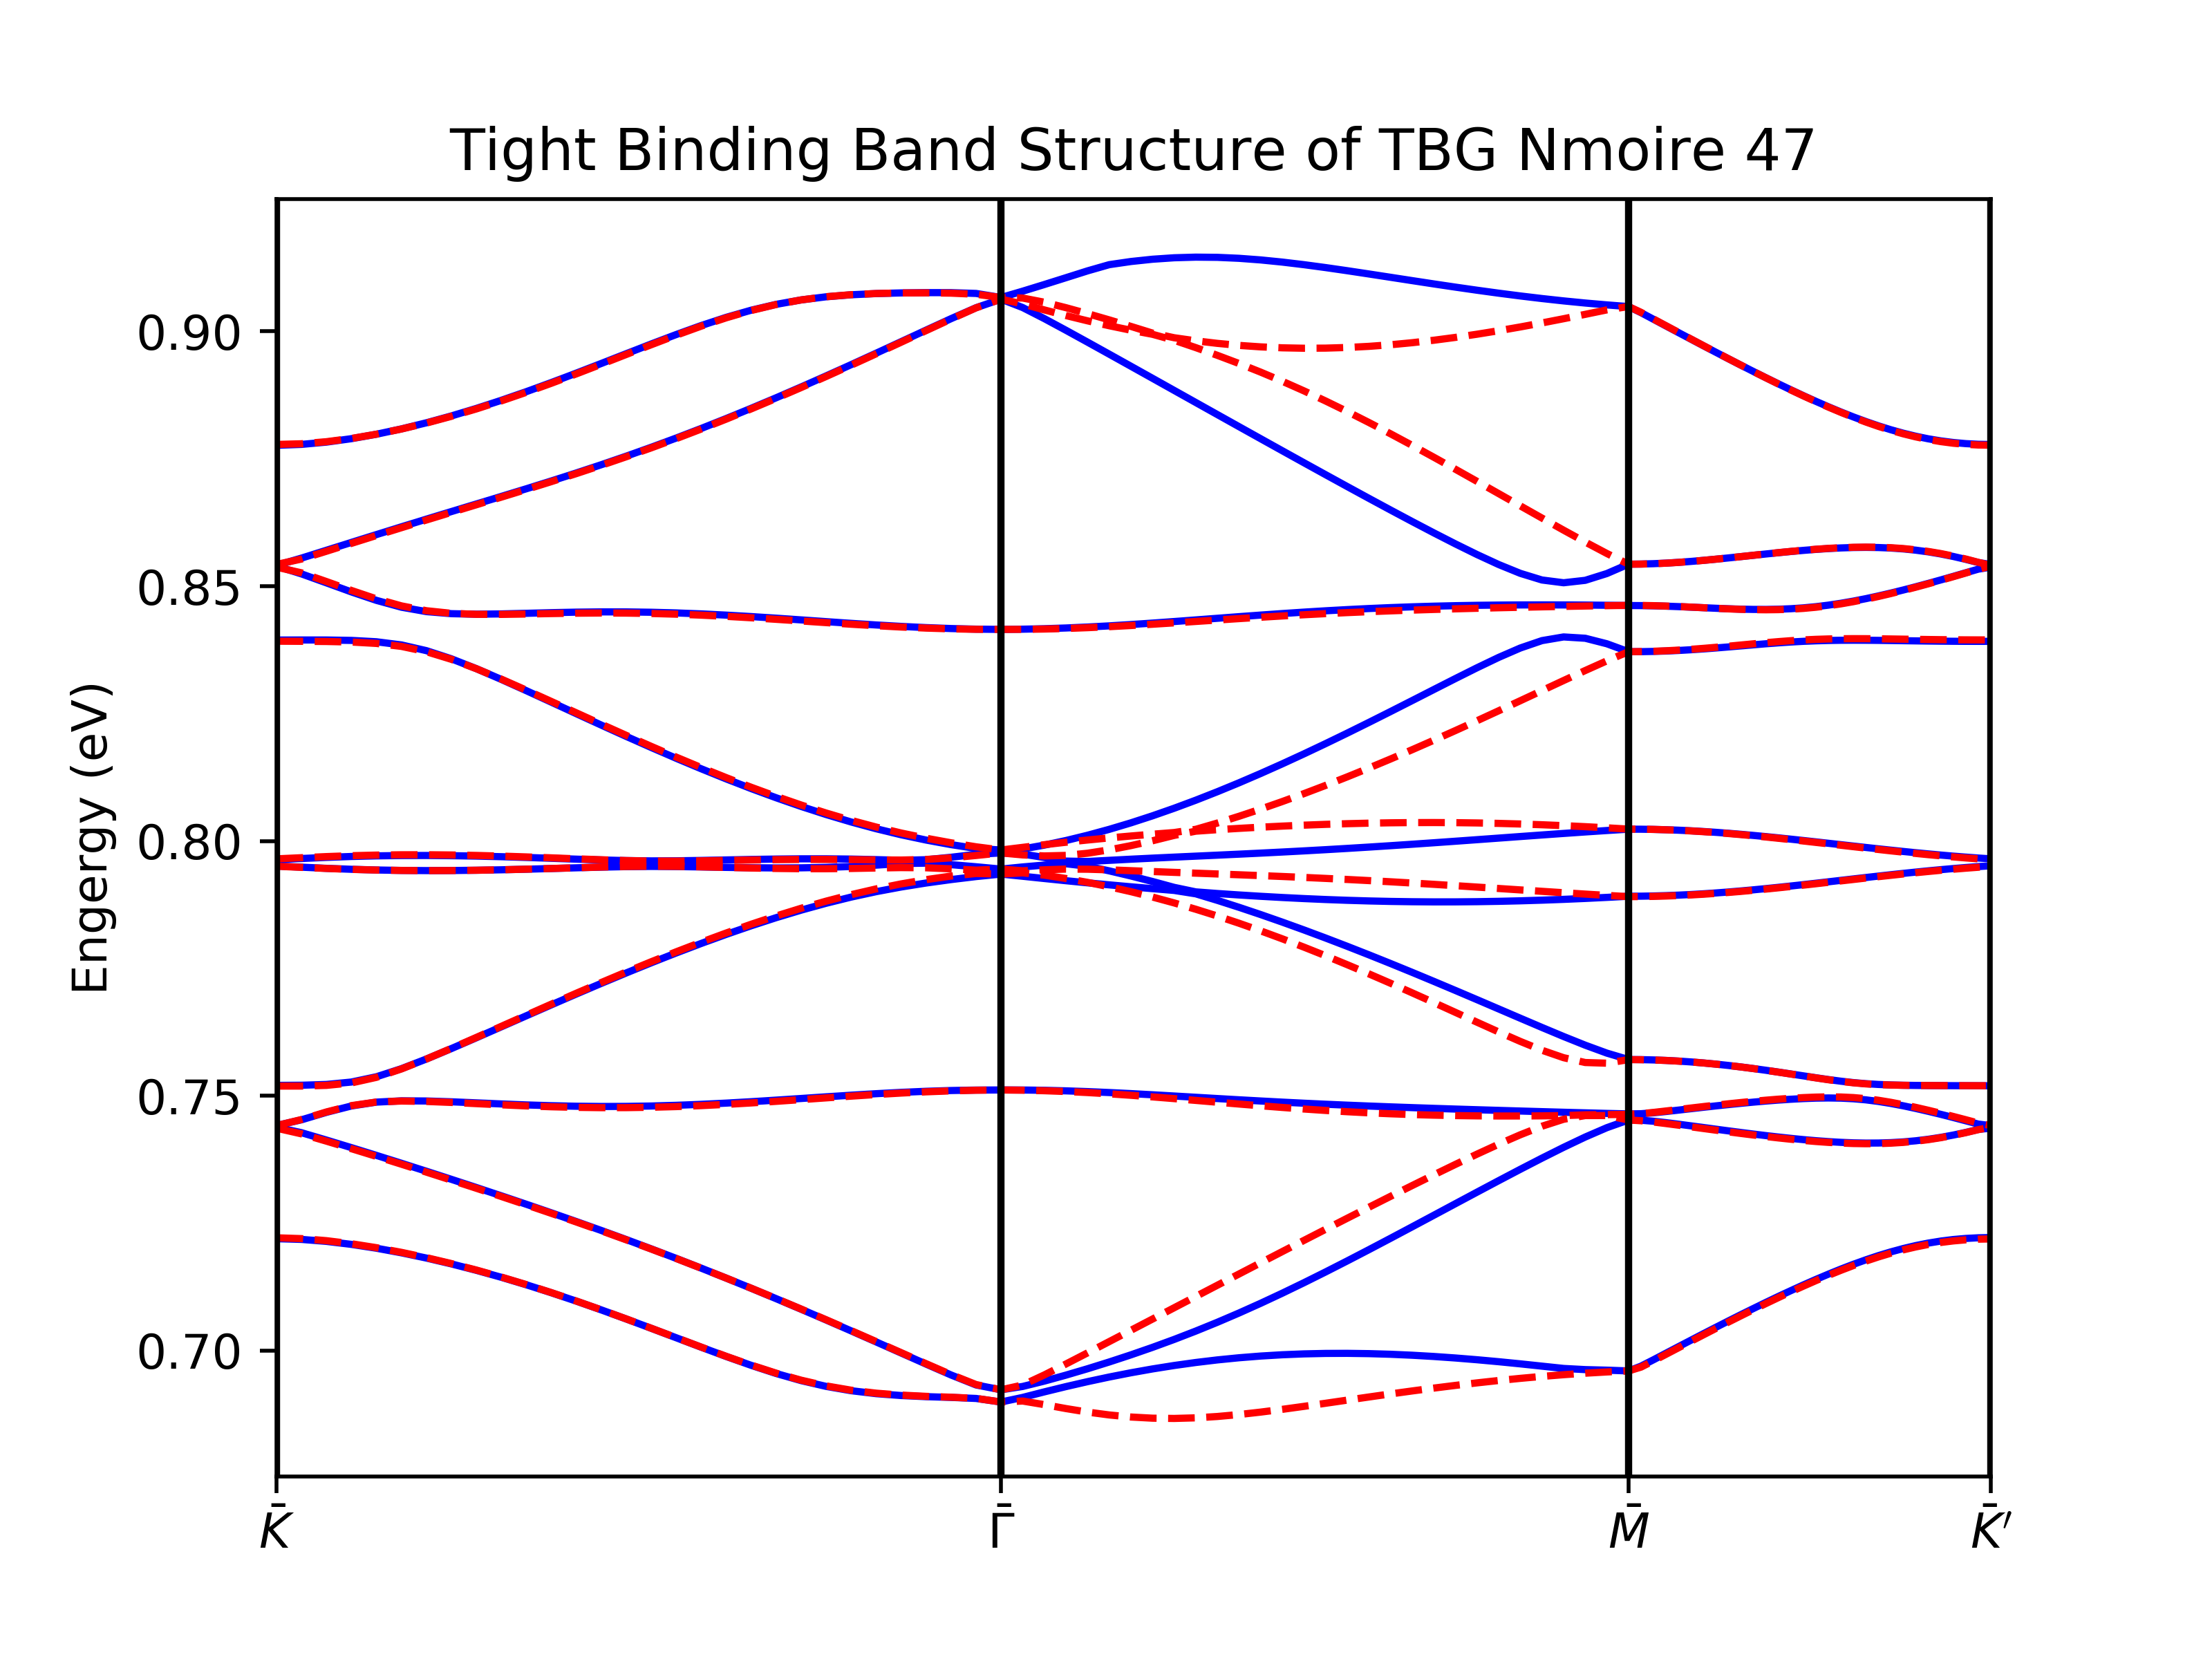 Tight Binding Band Structure of TBG Nmoire 47
Engergy (eV)
0.90
0.85
0.80
0.75
0.70
K̄ Γ̄ M̄ K̄′